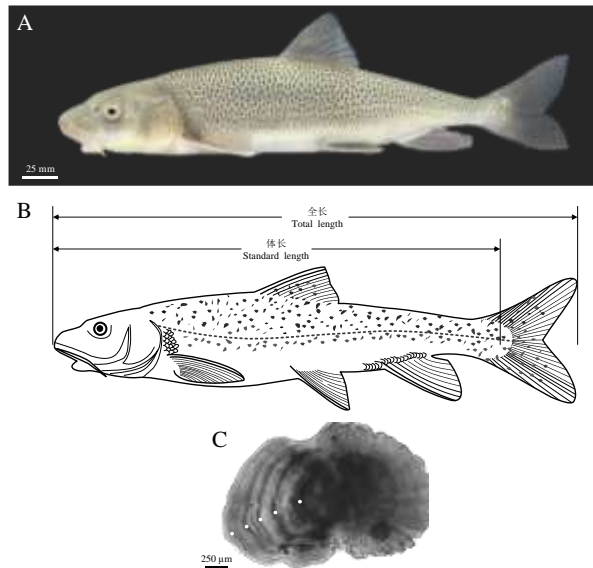 A
25 mm
B
全长
Total length
体长
Standard length
C
250 μm